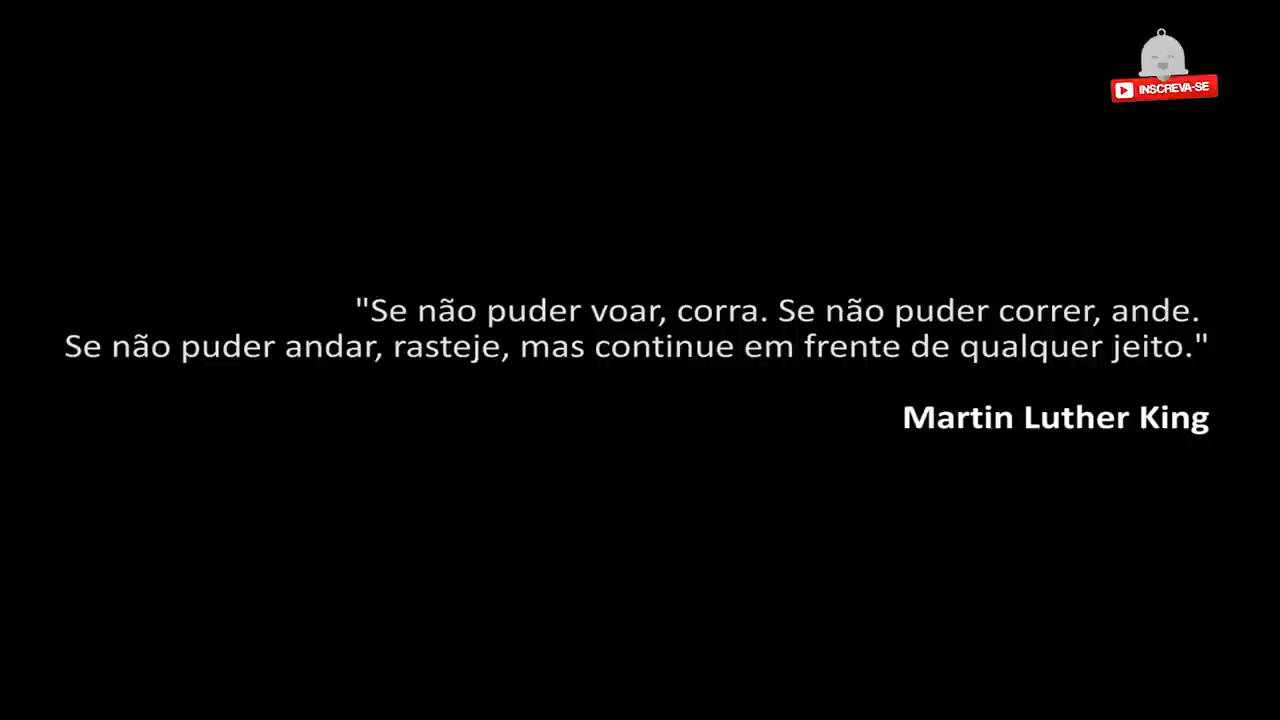 INSCREVA-SE
"Se não puder voar, corra. Se não puder correr, ande.
Se não puder andar, rasteje, mas continue em frente de qualquer jeito."
Martin Luther King